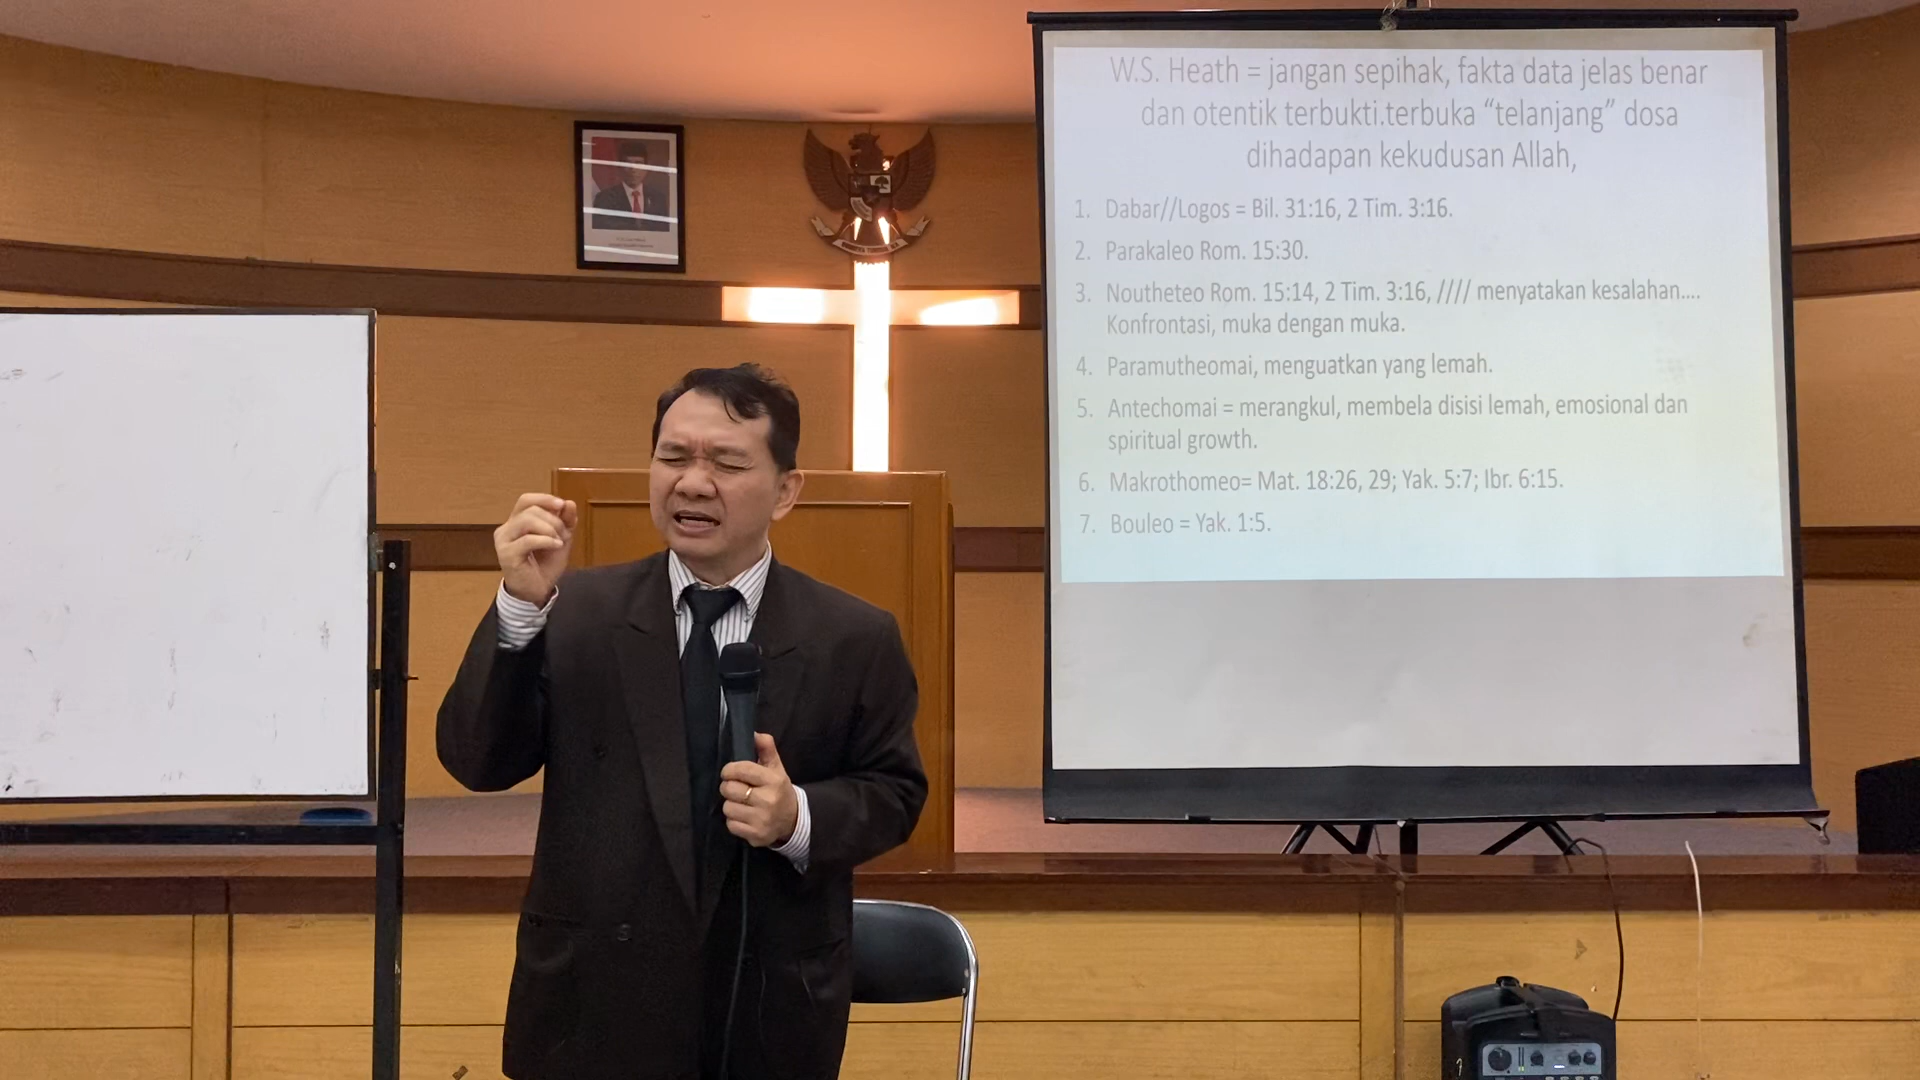 W.S. Heath = jangan sepihak, fakta data jelas benar
dan otentik terbukti.terbuka “telanjang” dosa
dihadapan kekudusan Allah,
1. Dabar//Logos = Bil. 31:16, 2 Tim. 3:16.
2. Parakaleo Rom. 15:30.
3. Noutheteo Rom. 15:14, 2 Tim. 3:16, //// menyatakan kesalahan....
Konfrontasi, muka dengan muka.
4. Paramutheomai, menguatkan yang lemah.
5. Antechomai = merangkul, membela disisi lemah, emosional dan
spiritual growth.
6. Makrothomeo= Mat. 18:26, 29; Yak. 5:7; Ibr. 6:15.
7. Bouleo = Yak. 1:5.